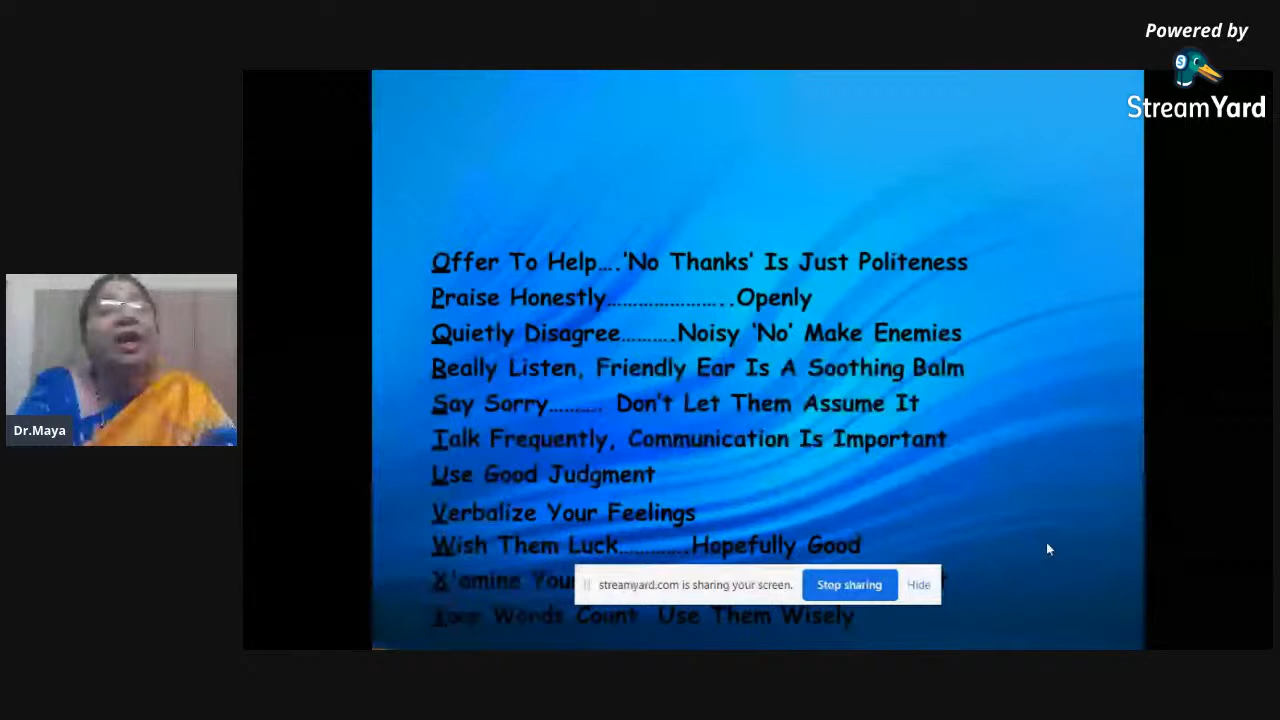 Powered by
StreamYard
Offer To Help….'No Thanks' Is Just Politeness
Praise Honestly…………………..Openly
Quietly Disagree……….Noisy 'No' Make Enemies
Really Listen, Friendly Ear Is A Soothing Balm
Say Sorry………. Don't Let Them Assume It
Talk Frequently, Communication Is Important
Use Good Judgment
Verbalize Your Feelings
Wish Them Luck………….Hopefully Good
X'amine Your
streamyard.com is sharing your screen.
Stop sharing
Hide
Words Count Use Them Wisely
Dr.Maya